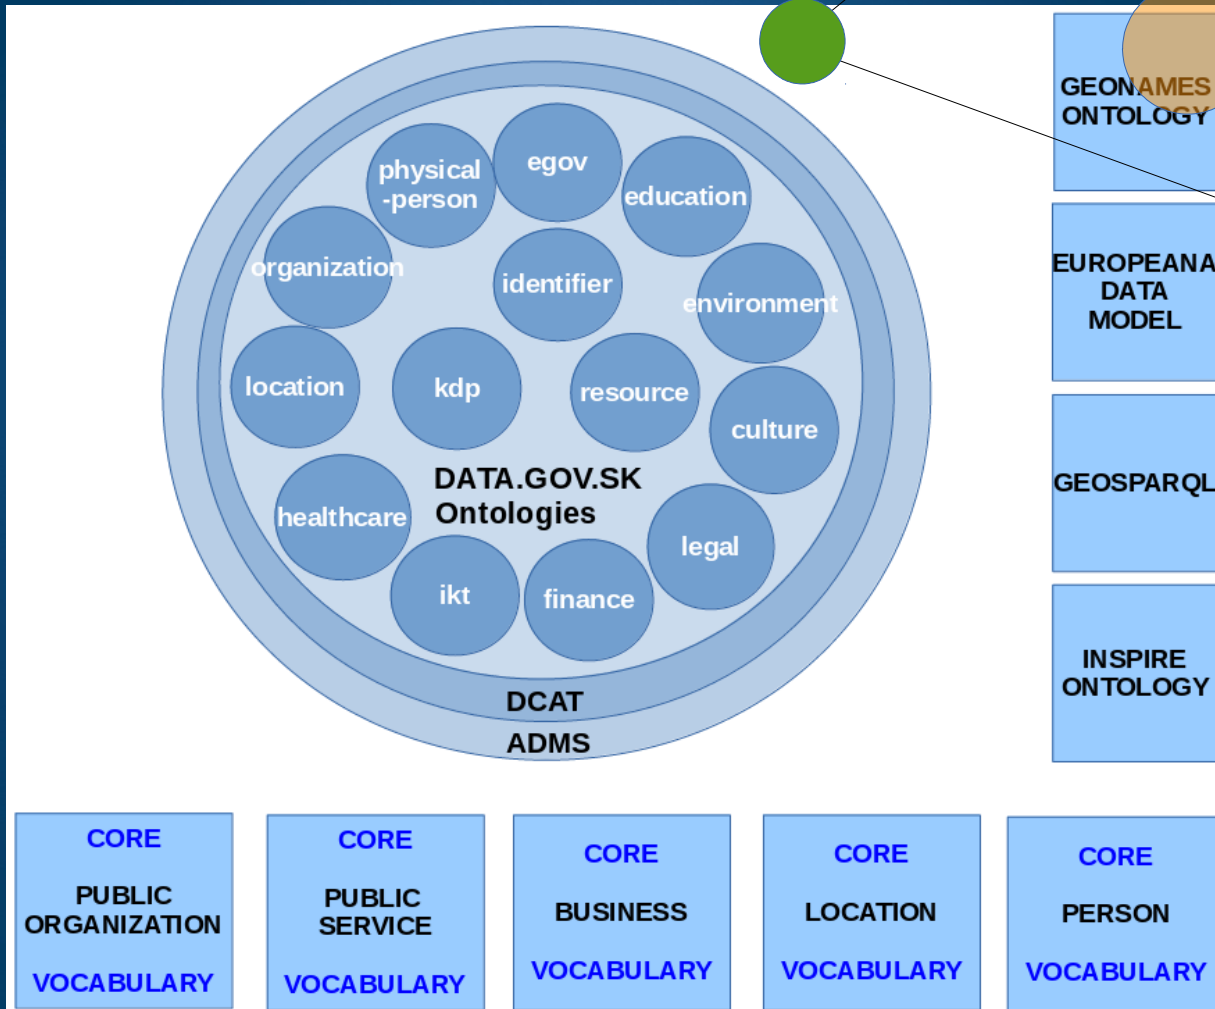 physical
-person
egov
education
organization
identifier
environment
location
kdp
resource
culture
DATA.GOV.SK
Ontologies
healthcare
legal
ikt
finance
DCAT
ADMS
GEONAMES
ONTOLOGY
EUROPEANA
DATA
MODEL
GEOSPARQL
INSPIRE
ONTOLOGY
CORE
PUBLIC
ORGANIZATION
VOCABULARY
CORE
PUBLIC
SERVICE
VOCABULARY
CORE
BUSINESS
VOCABULARY
CORE
LOCATION
VOCABULARY
CORE
PERSON
VOCABULARY